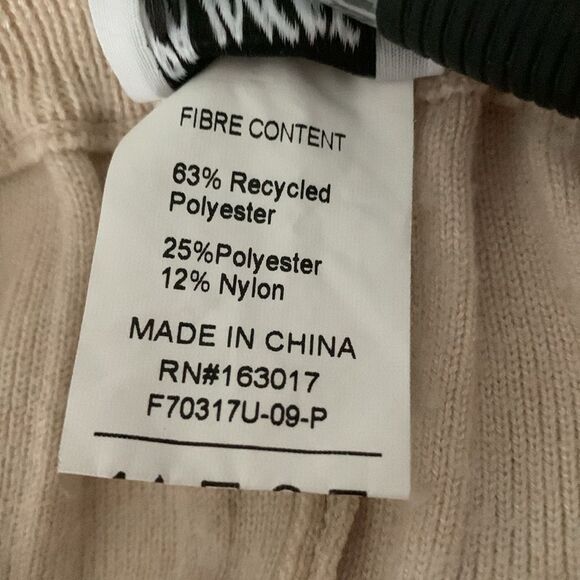 FIBRE CONTENT
63% Recycled
Polyester
25%Polyester
12% Nylon
MADE IN CHINA
RN#163017
F70317U-09-P